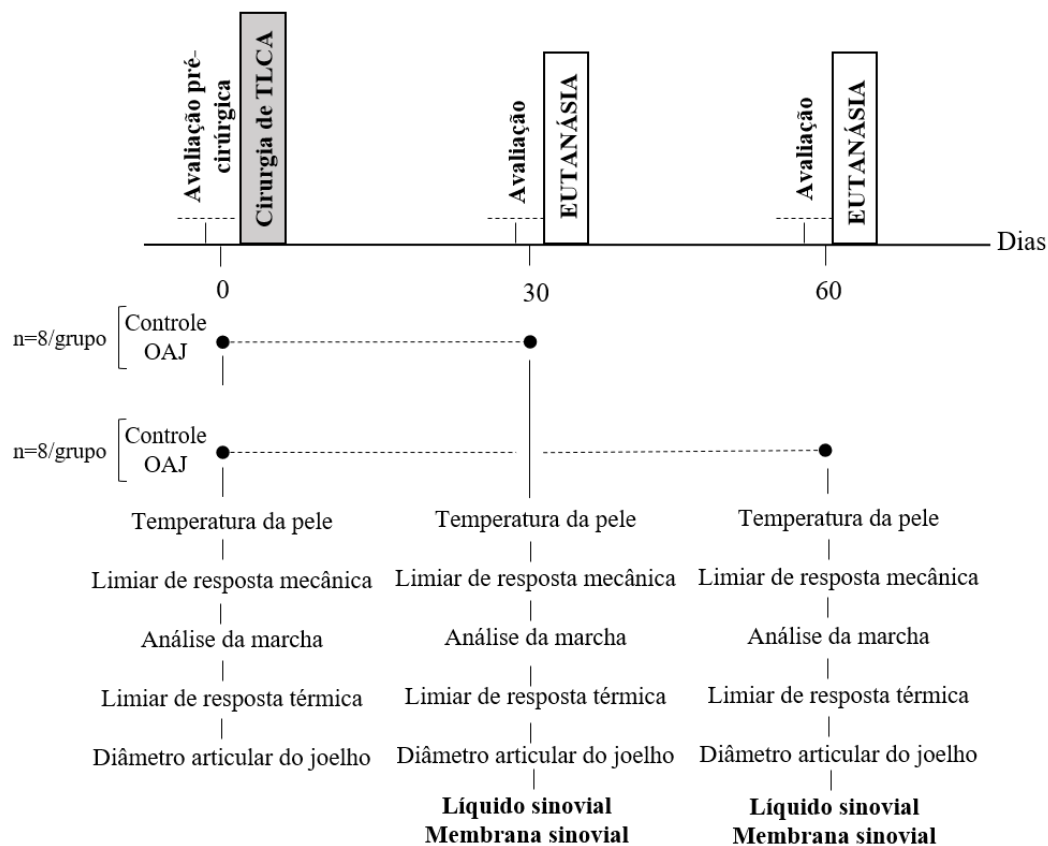 Avaliação pré-
cirúrgica
Cirurgia de TLCA
Avaliação
EUTANÁSIA
Avaliação
EUTANÁSIA
Dias
0
30
60
n=8/grupo
Controle
OAJ
n=8/grupo
Controle
OAJ
Temperatura da pele
Limiar de resposta mecânica
Análise da marcha
Limiar de resposta térmica
Diâmetro articular do joelho
Temperatura da pele
Limiar de resposta mecânica
Análise da marcha
Limiar de resposta térmica
Diâmetro articular do joelho
Líquido sinovial
Membrana sinovial
Temperatura da pele
Limiar de resposta mecânica
Análise da marcha
Limiar de resposta térmica
Diâmetro articular do joelho
Líquido sinovial
Membrana sinovial